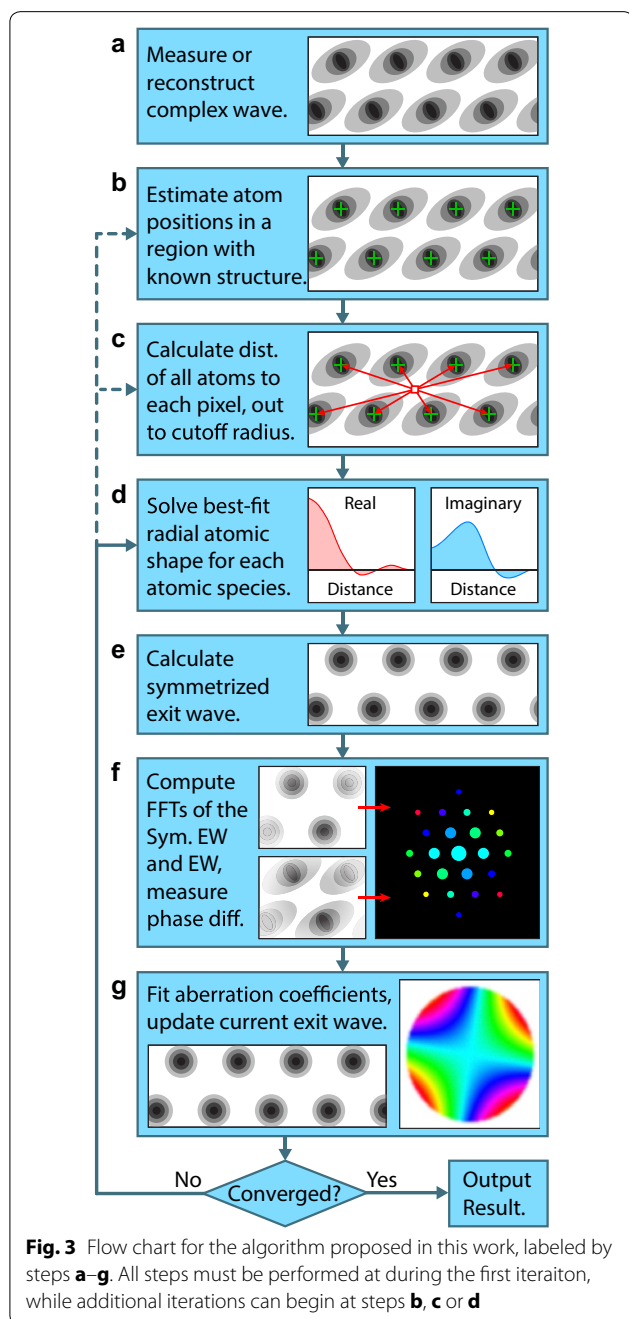 a
Measure or
reconstruct
complex wave.
b
Estimate atom
positions in a
region with
known structure.
c
Calculate dist.
of all atoms to
each pixel, out
to cutoff radius.
d
Solve best-fit
radial atomic
shape for each
atomic species.
Real
Distance
Imaginary
Distance
e
Calculate
symmetrized
exit wave.
f
Compute
FFTs of the
Sym. EW
and EW,
measure
phase diff.
g
Fit aberration coefficients,
update current exit wave.
No
Converged?
Yes
Output
Result.
Fig. 3 Flow chart for the algorithm proposed in this work, labeled by
steps a–g. All steps must be performed at during the first iteraiton,
while additional iterations can begin at steps b, c or d